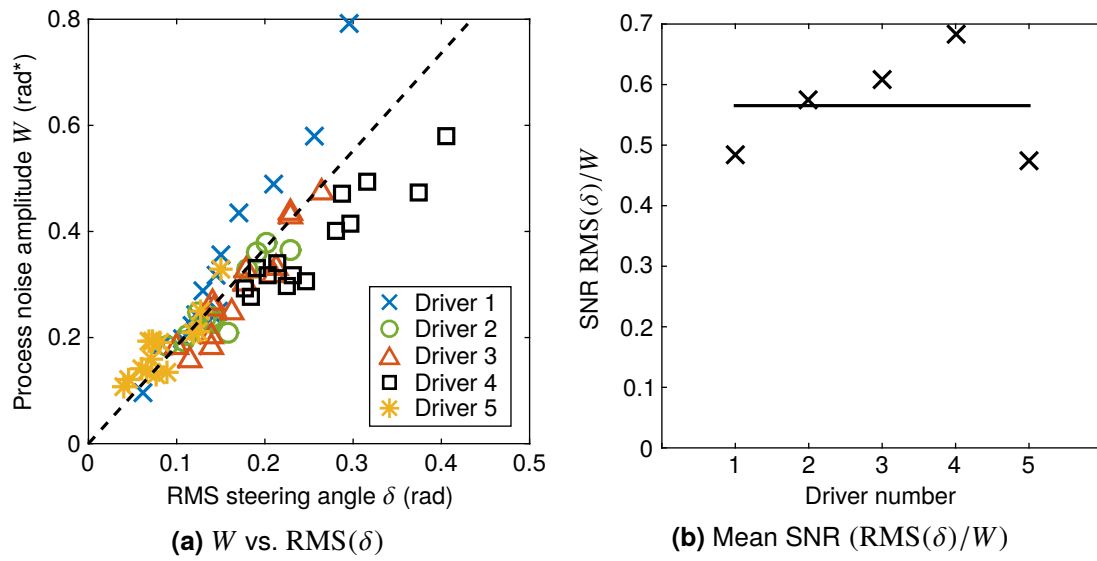 0.8
0.6
0.4
0.2
0
Process noise amplitude W (rad*)
0 0.1 0.2 0.3 0.4 0.5
RMS steering angle δ (rad)
Driver 1
Driver 2
Driver 3
Driver 4
Driver 5
(a) W vs. RMS(δ)
0.7
0.6
0.5
0.4
0.3
0.2
0.1
0
SNR RMS(δ)/W
1 2 3 4 5
Driver number
(b) Mean SNR (RMS(δ)/W)